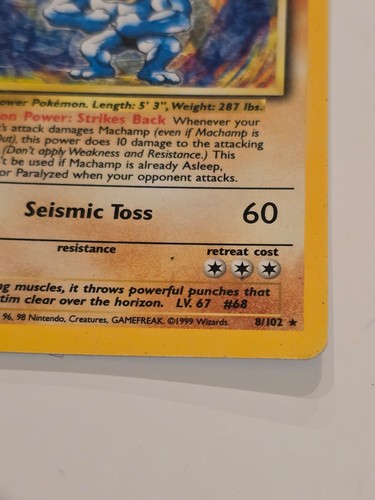 ower Pokémon. Length: 5' 3", Weight: 287 lbs.
on Power: Strikes Back Whenever your
's attack damages Machamp (even if Machamp is
Out), this power does 10 damage to the attacking
(Don't apply Weakness and Resistance.) This
't be used if Machamp is already Asleep,
or Paralyzed when your opponent attacks.
Seismic Toss 60
resistance retreat cost
ng muscles, it throws powerful punches that
tim clear over the horizon. LV. 67 #68
96, 98 Nintendo, Creatures, GAMEFREAK. ©1999 Wizards. 8/102 ★